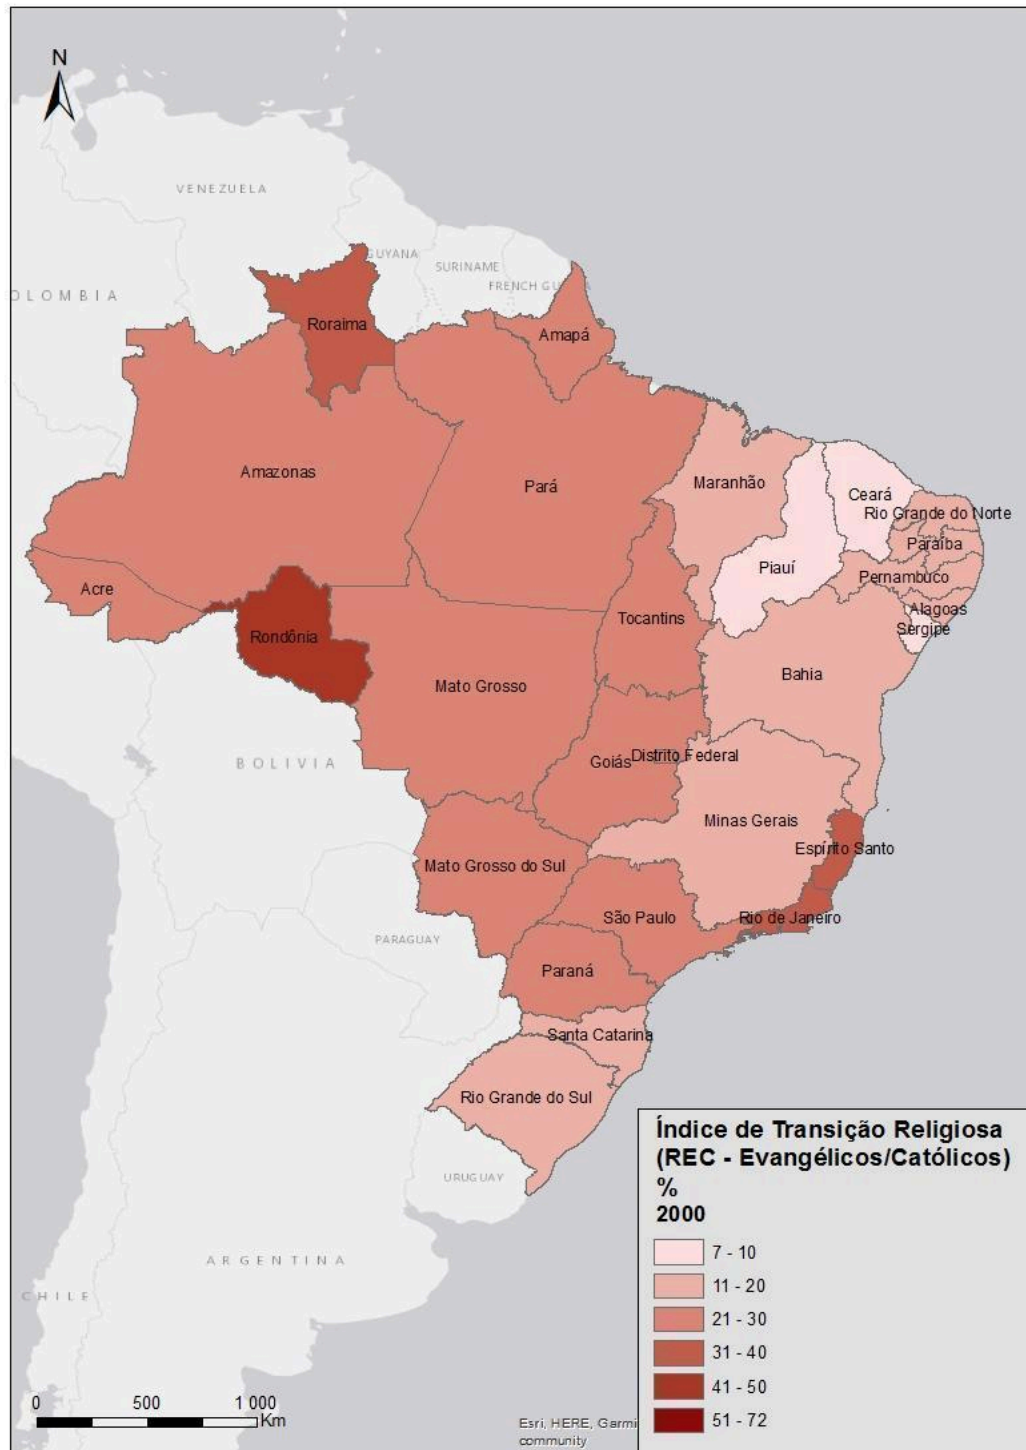 N
VENEZUELA
GUYANA
SURINAME
FRENCH GU A
OLOMBIA
Roraima
Amapá
Amazonas
Pará
Maranhão
Ceará
Rio Grande do Norte
Paraíba
Piauí
Pernambuco
Acre
Alagoas
Sergipe
Tocantins
Rondônia
Bahia
Mato Grosso
BOLIVIA
Goiás
Distrito Federal
Minas Gerais
Espírito Santo
Mato Grosso do Sul
São Paulo
Rio de Janeiro
PARAGUAY
Paraná
Santa Catarina
Rio Grande do Sul
URUGUAY
ARGENTINA
CHILE
Índice de Transição Religiosa
(REC - Evangélicos/Católicos)
%
2000
7 - 10
11 - 20
21 - 30
31 - 40
41 - 50
51 - 72
0 500 1 000
Km
Esri, HERE, Garmi
community